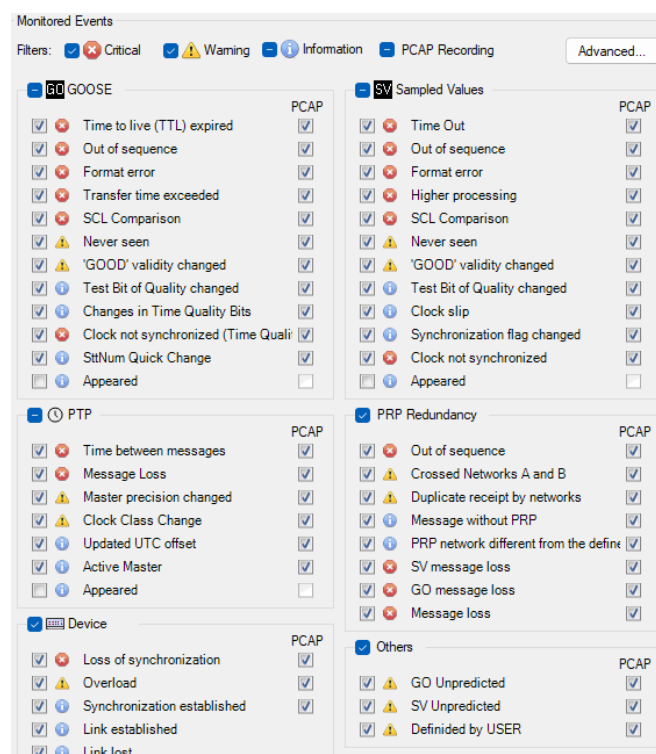 Monitored Events
Filters: Critical Warning Information PCAP Recording Advanced...
GO GOOSE
PCAP
Time to live (TTL) expired
Out of sequence
Format error
Transfer time exceeded
SCL Comparison
Never seen
'GOOD' validity changed
Test Bit of Quality changed
Changes in Time Quality Bits
Clock not synchronized (Time Quali
SttNum Quick Change
Appeared
SV Sampled Values
PCAP
Time Out
Out of sequence
Format error
Higher processing
SCL Comparison
Never seen
'GOOD' validity changed
Test Bit of Quality changed
Clock slip
Synchronization flag changed
Clock not synchronized
Appeared
PTP
PCAP
Time between messages
Message Loss
Master precision changed
Clock Class Change
Updated UTC offset
Active Master
Appeared
PRP Redundancy
PCAP
Out of sequence
Crossed Networks A and B
Duplicate receipt by networks
Message without PRP
PRP network different from the define
SV message loss
GO message loss
Message loss
Device
PCAP
Loss of synchronization
Overload
Synchronization established
Link established
Link lost
Others
PCAP
GO Unpredicted
SV Unpredicted
Definided by USER